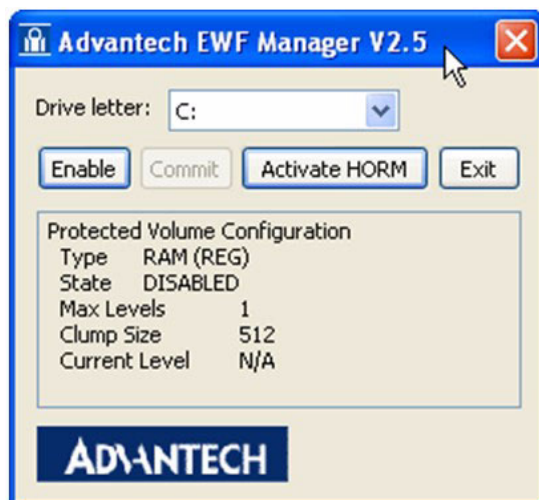 Advantech EWF Manager V2.5
Drive letter: C:
Enable Commit Activate HORM Exit
Protected Volume Configuration
Type RAM (REG)
State DISABLED
Max Levels 1
Clump Size 512
Current Level N/A
ADVANTECH